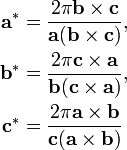 a* = 2πb × c / a(b × c),
b* = 2πc × a / b(c × a),
c* = 2πa × b / c(a × b)